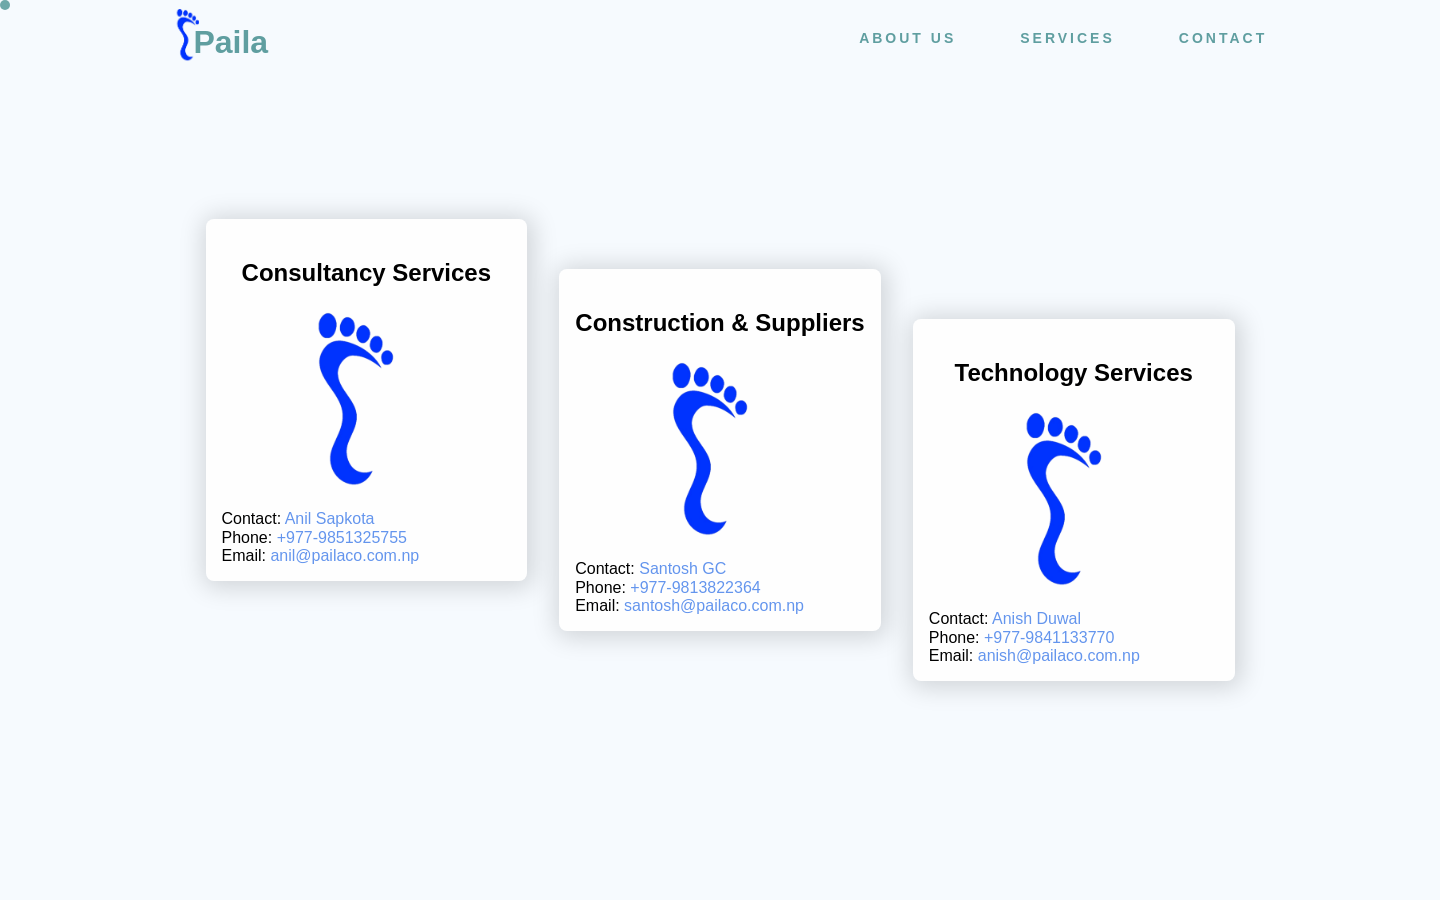 Paila
ABOUT US
SERVICES
CONTACT
Consultancy Services
Contact: Anil Sapkota
Phone: +977-9851325755
Email: anil@pailaco.com.np
Construction & Suppliers
Contact: Santosh GC
Phone: +977-9813822364
Email: santosh@pailaco.com.np
Technology Services
Contact: Anish Duwal
Phone: +977-9841133770
Email: anish@pailaco.com.np